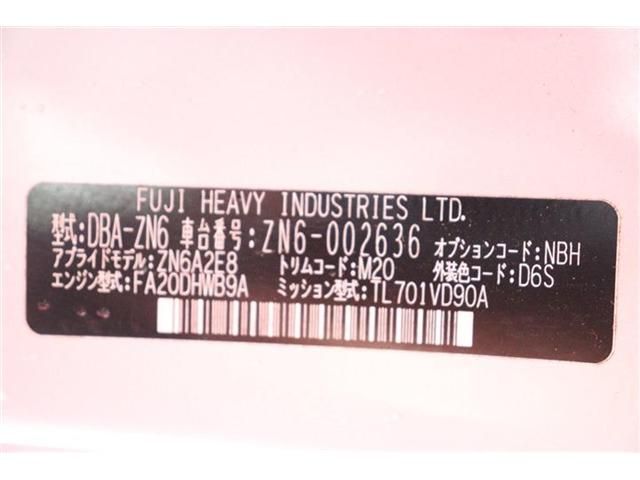 FUJI HEAVY INDUSTRIES LTD.
型式:DBA-ZN6 車台番号:ZN6-002636 オプションコード:NBH
アプライドモデル:ZN6A2E8 トリムコード:M20 外装色コード:D6S
エンジン型式:FA20DHWB9A ミッション型式:TL701VD90A